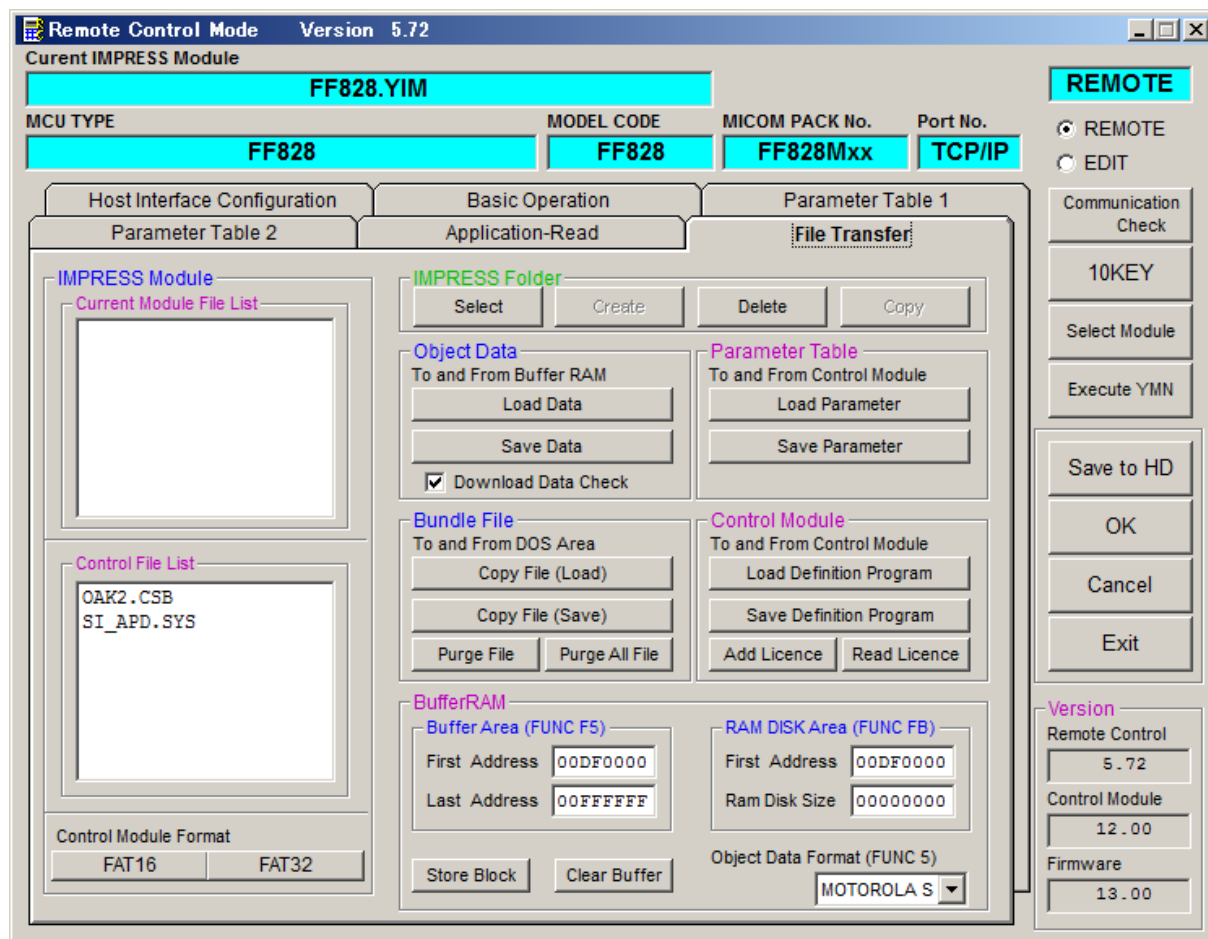 Remote Control Mode Version 5.72
Curent IMPRESS Module
FF828.YIM
REMOTE
MCU TYPE
MODEL CODE
MICOM PACK No.
Port No.
FF828
FF828
FF828Mxx
TCP/IP
REMOTE
EDIT
Host Interface Configuration
Basic Operation
Parameter Table 1
Parameter Table 2
Application-Read
File Transfer
Communication
Check
10KEY
Select Module
Execute YMN
Save to HD
OK
Cancel
Exit
IMPRESS Module
Current Module File List
Control File List
OAK2.CSB
SI_APD.SYS
Control Module Format
FAT16
FAT32
IMPRESS Folder
Select
Create
Delete
Copy
Object Data
To and From Buffer RAM
Load Data
Save Data
Download Data Check
Parameter Table
To and From Control Module
Load Parameter
Save Parameter
Bundle File
To and From DOS Area
Copy File (Load)
Copy File (Save)
Purge File
Purge All File
Control Module
To and From Control Module
Load Definition Program
Save Definition Program
Add Licence
Read Licence
BufferRAM
Buffer Area (FUNC F5)
First Address 00DF0000
Last Address 00FFFFFF
RAM DISK Area (FUNC FB)
First Address 00DF0000
Ram Disk Size 00000000
Store Block
Clear Buffer
Object Data Format (FUNC 5)
MOTOROLA S
Version
Remote Control
5.72
Control Module
12.00
Firmware
13.00